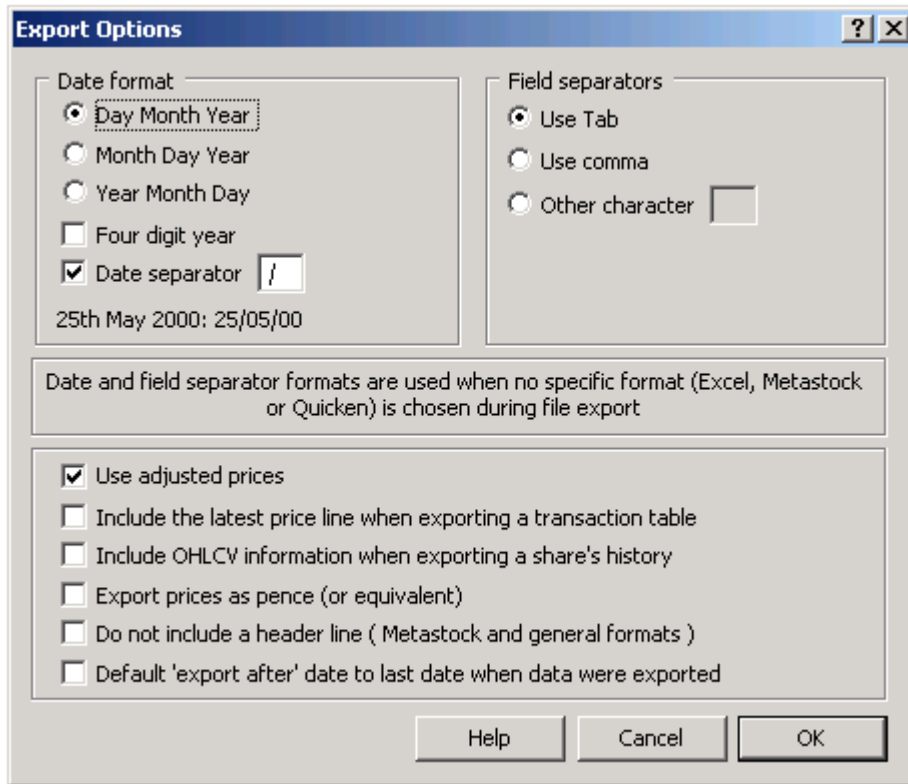 Export Options
Date format
Day Month Year
Month Day Year
Year Month Day
Four digit year
Date separator /
25th May 2000: 25/05/00
Field separators
Use Tab
Use comma
Other character
Date and field separator formats are used when no specific format (Excel, Metastock
or Quicken) is chosen during file export
Use adjusted prices
Include the latest price line when exporting a transaction table
Include OHLCV information when exporting a share's history
Export prices as pence (or equivalent)
Do not include a header line ( Metastock and general formats )
Default 'export after' date to last date when data were exported
Help
Cancel
OK